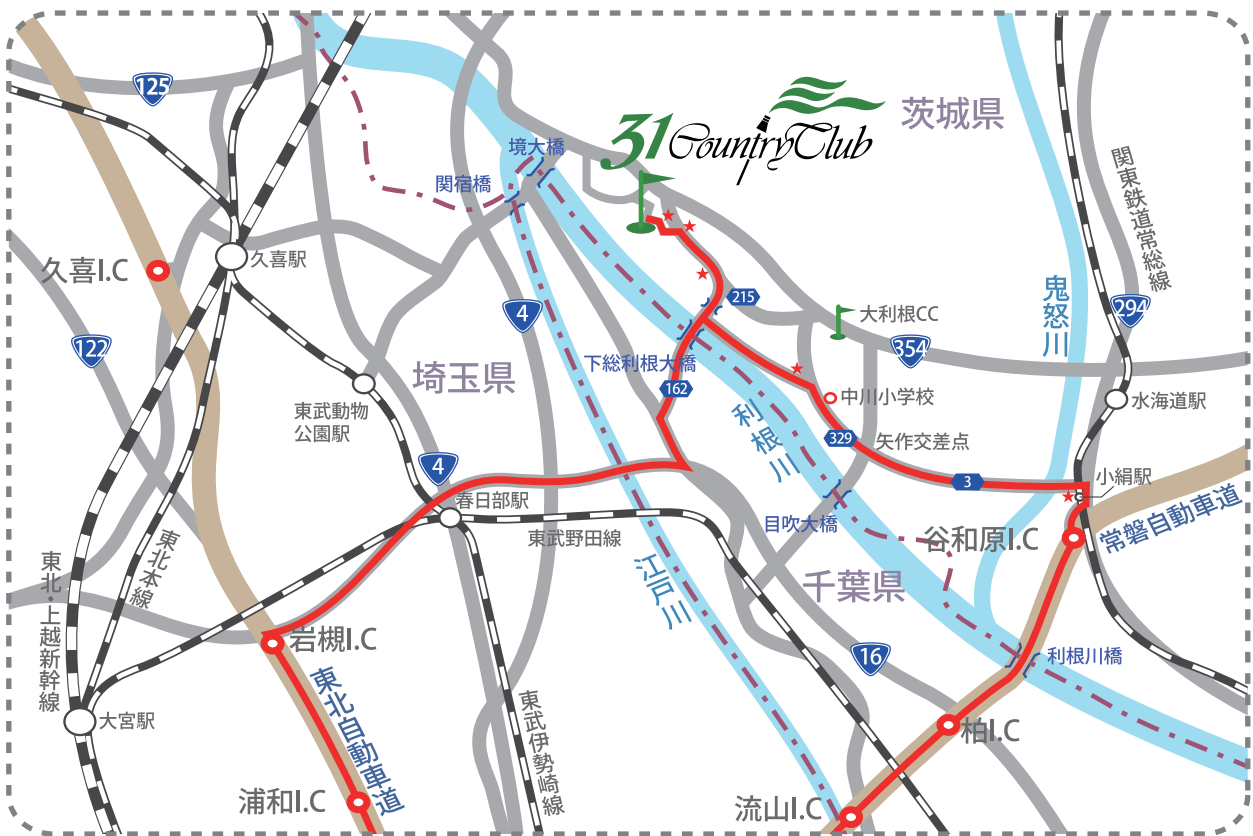 125
31 CountryClub
茨城県
境大橋
関宿橋
関東鉄道常総線
久喜駅
久喜I.C
215
鬼怒川
294
4
大利根CC
122
354
下総利根大橋
埼玉県
162
東武動物
公園駅
中川小学校
水海道駅
利根川
329
矢作交差点
4
3
小絹駅
春日部駅
目吹大橋
常磐自動車道
谷和原I.C
東武野田線
東北本線
東北・上越新幹線
江戸川
千葉県
岩槻I.C
16
利根川橋
東北自動車道
東武伊勢崎線
大宮駅
柏I.C
浦和I.C
流山I.C